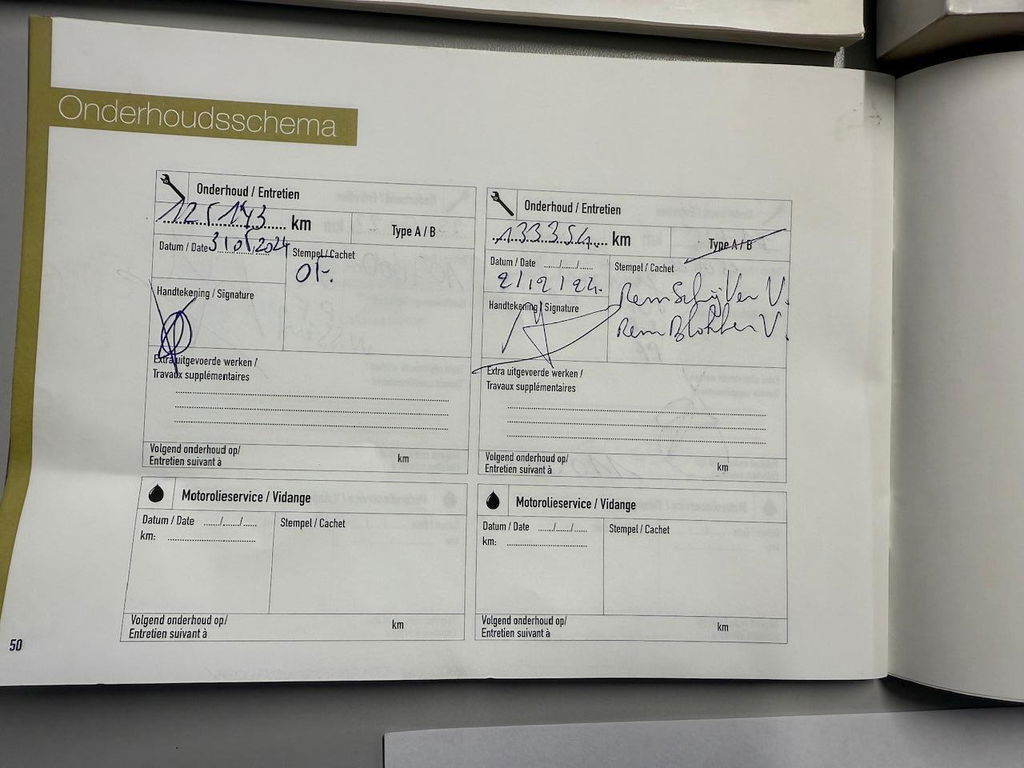 Onderhoudsschema
Onderhoud / Entretien
125143 km
Type A / B
Datum / Date 31 05 2024
Stempel / Cachet
Handtekening / Signature
Extra uitgevoerde werken /
Travaux supplémentaires
Volgend onderhoud op/
Entretien suivant à
km
Onderhoud / Entretien
133354 km
Type A / B
Datum / Date ..../..../....
2/12/24.
Stempel / Cachet
Rem Schijven V.
Rem Blokken V.
Handtekening / Signature
Extra uitgevoerde werken /
Travaux supplémentaires
Volgend onderhoud op/
Entretien suivant à
km
Motorolieservice / Vidange
Datum / Date ....../....../......
km:
Stempel / Cachet
Volgend onderhoud op/
Entretien suivant à
km
Motorolieservice / Vidange
Datum / Date ....../....../......
km:
Stempel / Cachet
Volgend onderhoud op/
Entretien suivant à
km
50